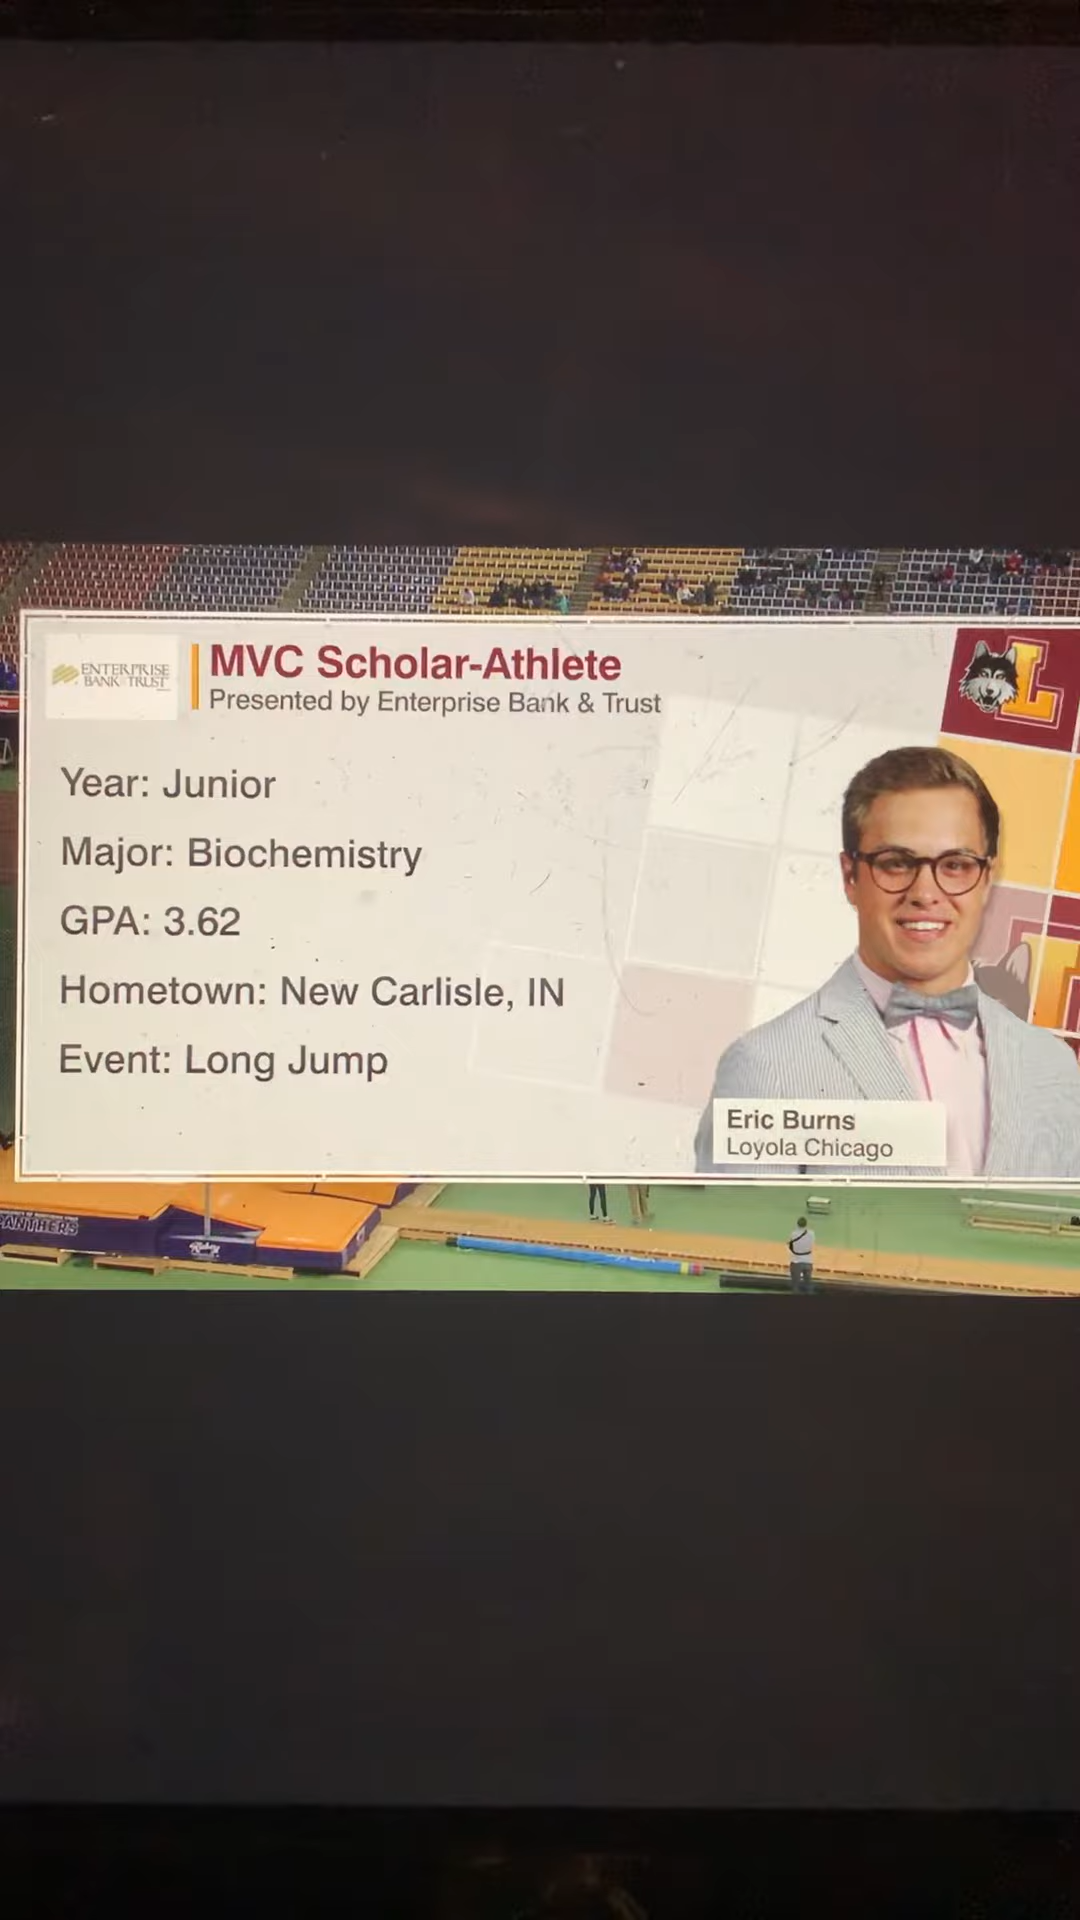 ENTERPRISE
BANK & TRUST
MVC Scholar-Athlete
Presented by Enterprise Bank & Trust
Year: Junior
Major: Biochemistry
GPA: 3.62
Hometown: New Carlisle, IN
Event: Long Jump
L
Eric Burns
Loyola Chicago
PANTHERS